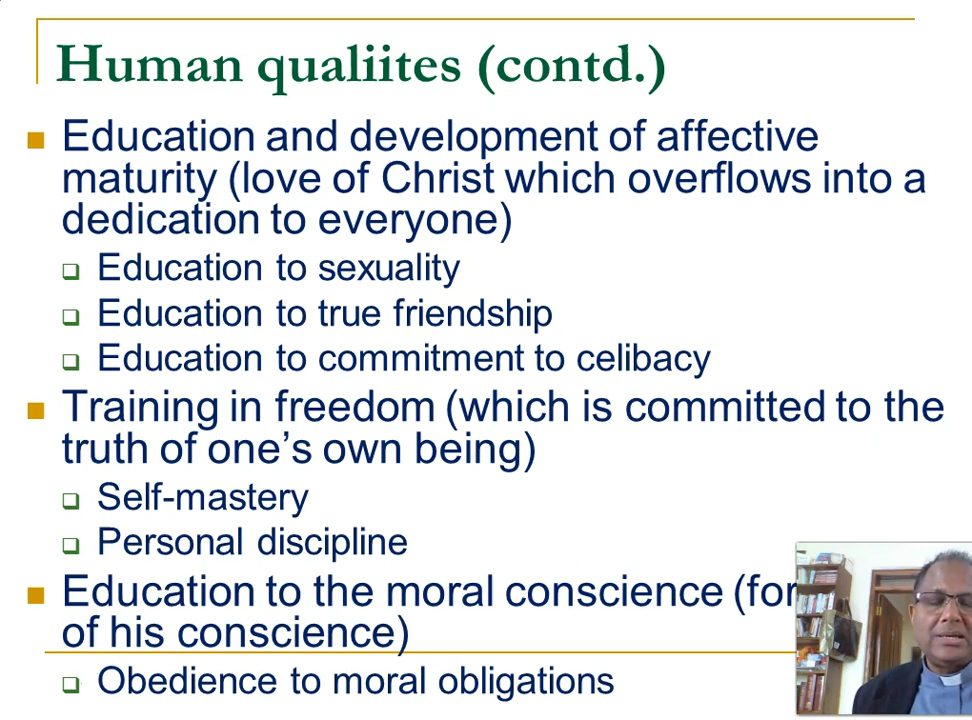 Human qualiites (contd.)
Education and development of affective
maturity (love of Christ which overflows into a
dedication to everyone)
Education to sexuality
Education to true friendship
Education to commitment to celibacy
Training in freedom (which is committed to the
truth of one’s own being)
Self-mastery
Personal discipline
Education to the moral conscience (for
of his conscience)
Obedience to moral obligations